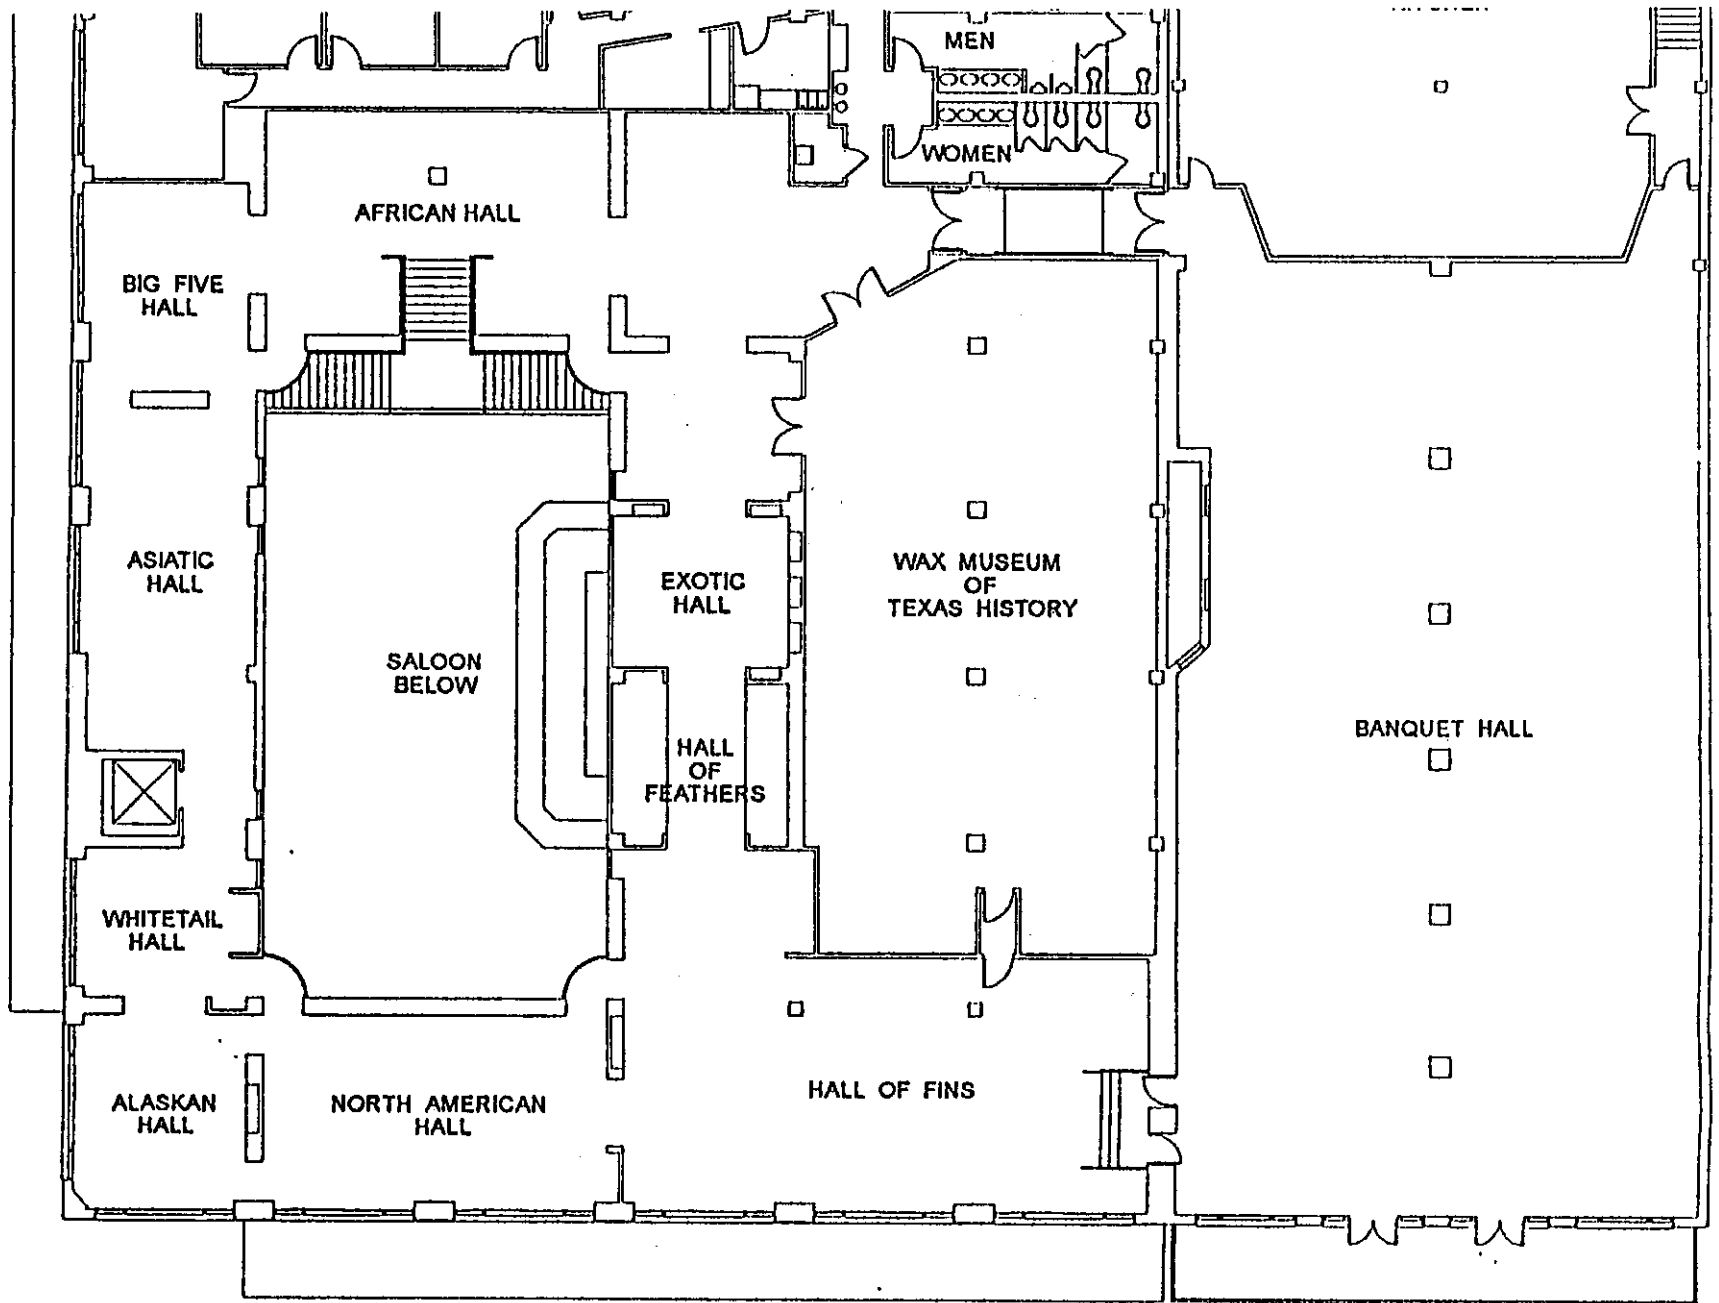 MEN
WOMEN
AFRICAN HALL
BIG FIVE
HALL
ASIATIC
HALL
EXOTIC
HALL
WAX MUSEUM
OF
TEXAS HISTORY
SALOON
BELOW
HALL
OF
FEATHERS
BANQUET HALL
WHITETAIL
HALL
ALASKAN
HALL
NORTH AMERICAN
HALL
HALL OF FINS